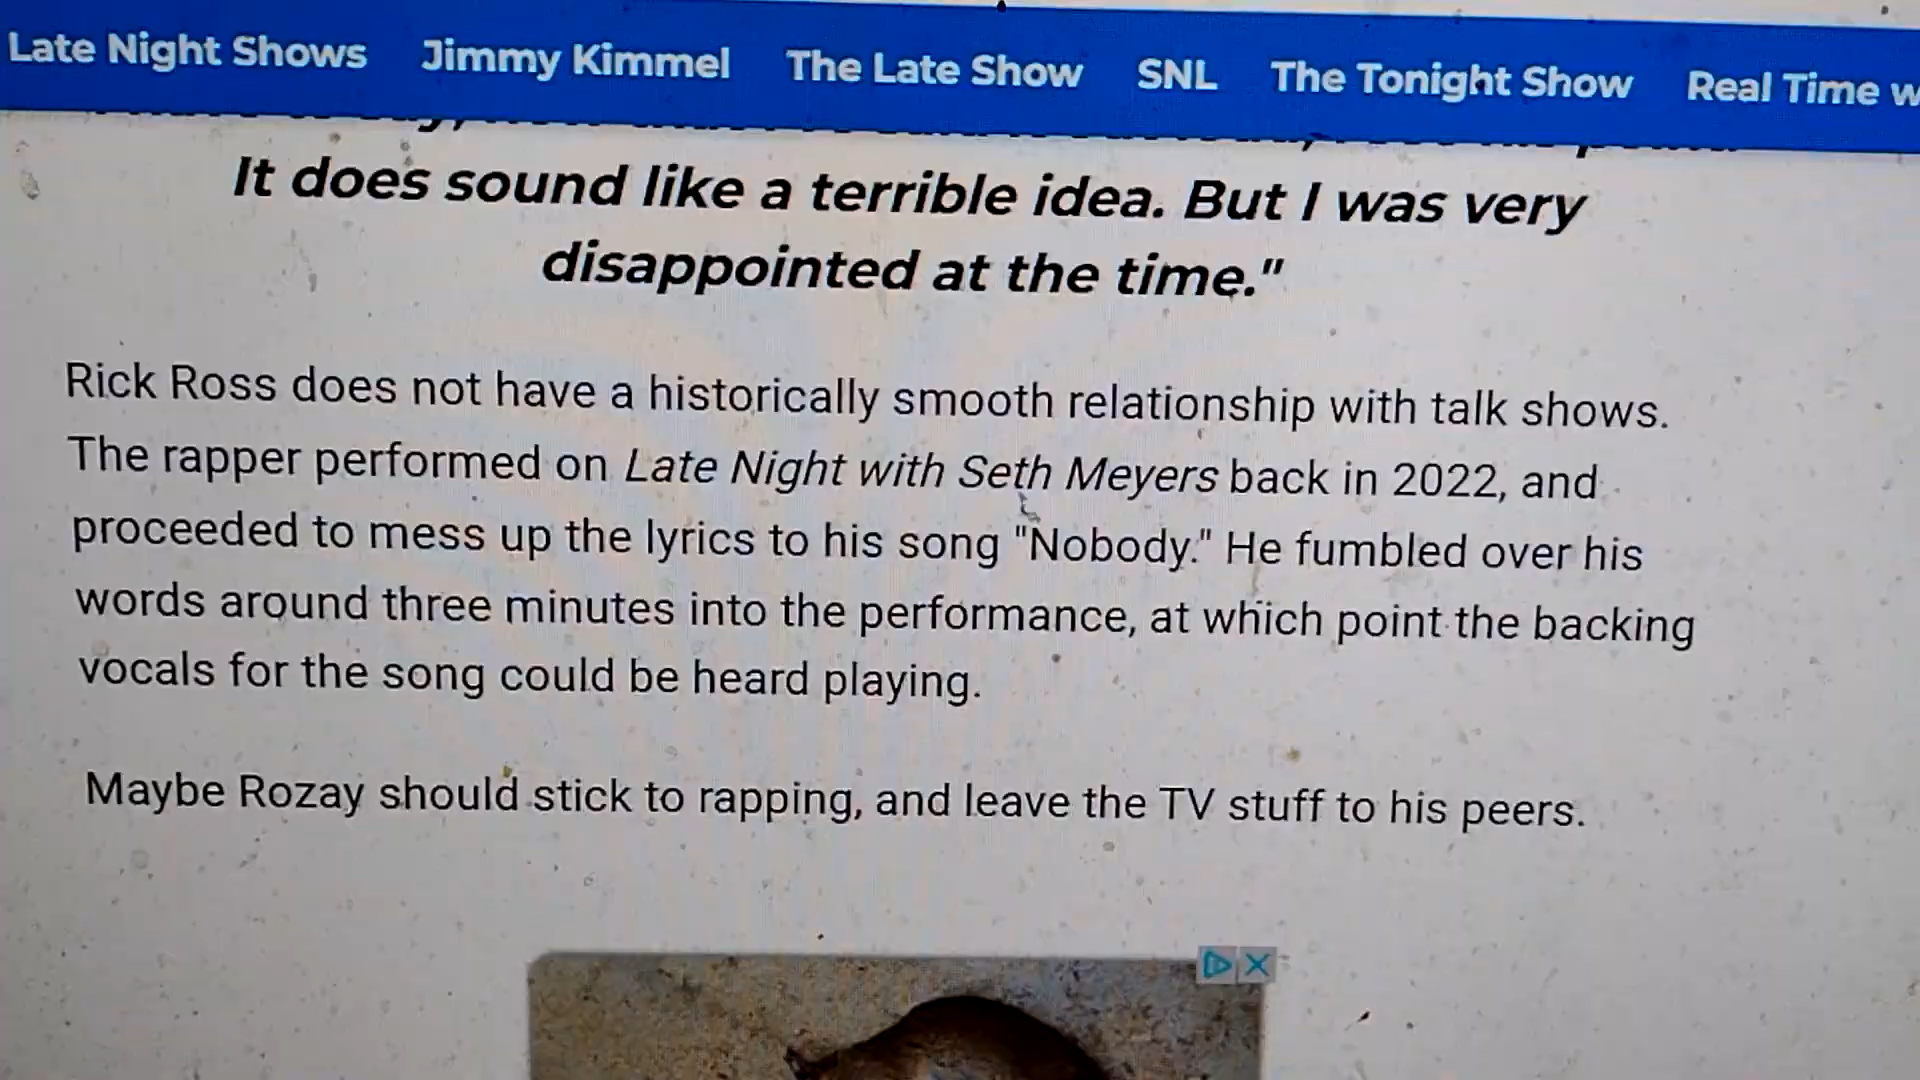 Late Night Shows Jimmy Kimmel The Late Show SNL The Tonight Show Real Time
It does sound like a terrible idea. But I was very
disappointed at the time."
Rick Ross does not have a historically smooth relationship with talk shows.
The rapper performed on Late Night with Seth Meyers back in 2022, and
proceeded to mess up the lyrics to his song "Nobody." He fumbled over his
words around three minutes into the performance, at which point the backing
vocals for the song could be heard playing.
Maybe Rozay should stick to rapping, and leave the TV stuff to his peers.